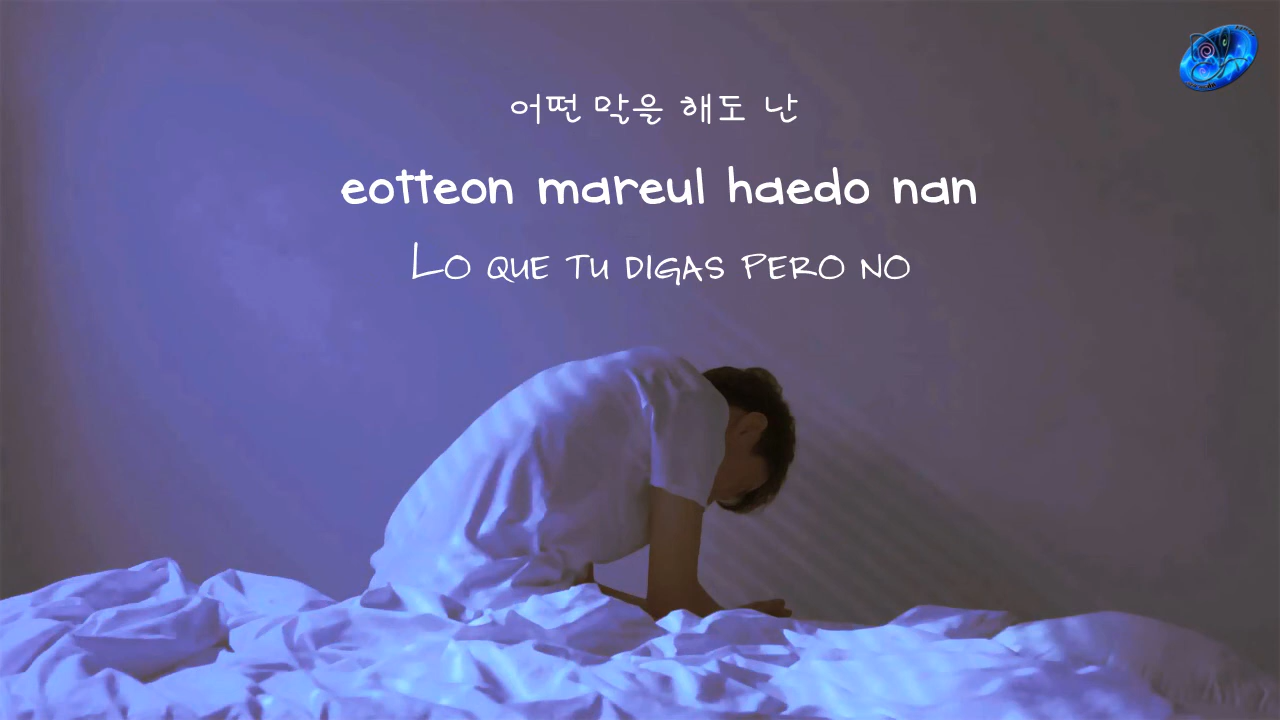 어떤 말을 해도 난
eotteon mareul haedo nan
Lo que tu digas pero no